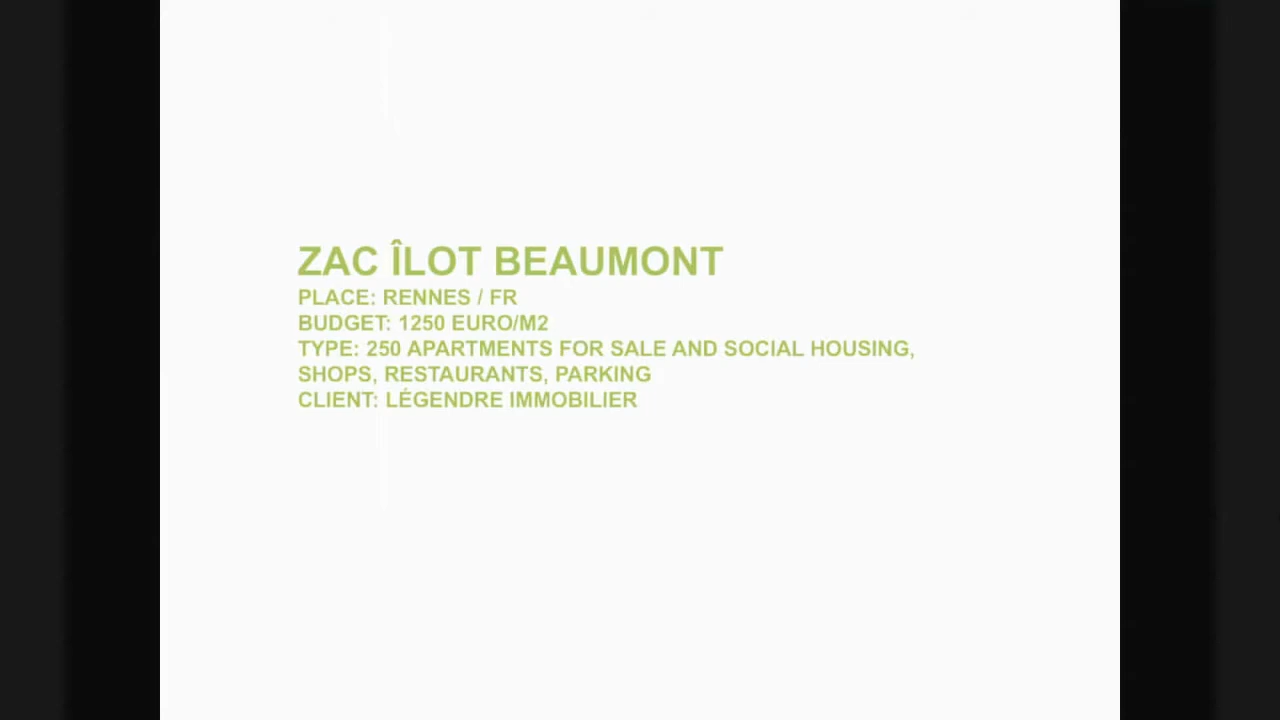 ZAC ÎLOT BEAUMONT
PLACE: RENNES / FR
BUDGET: 1250 EURO/M2
TYPE: 250 APARTMENTS FOR SALE AND SOCIAL HOUSING,
SHOPS, RESTAURANTS, PARKING
CLIENT: LÉGENDRE IMMOBILIER